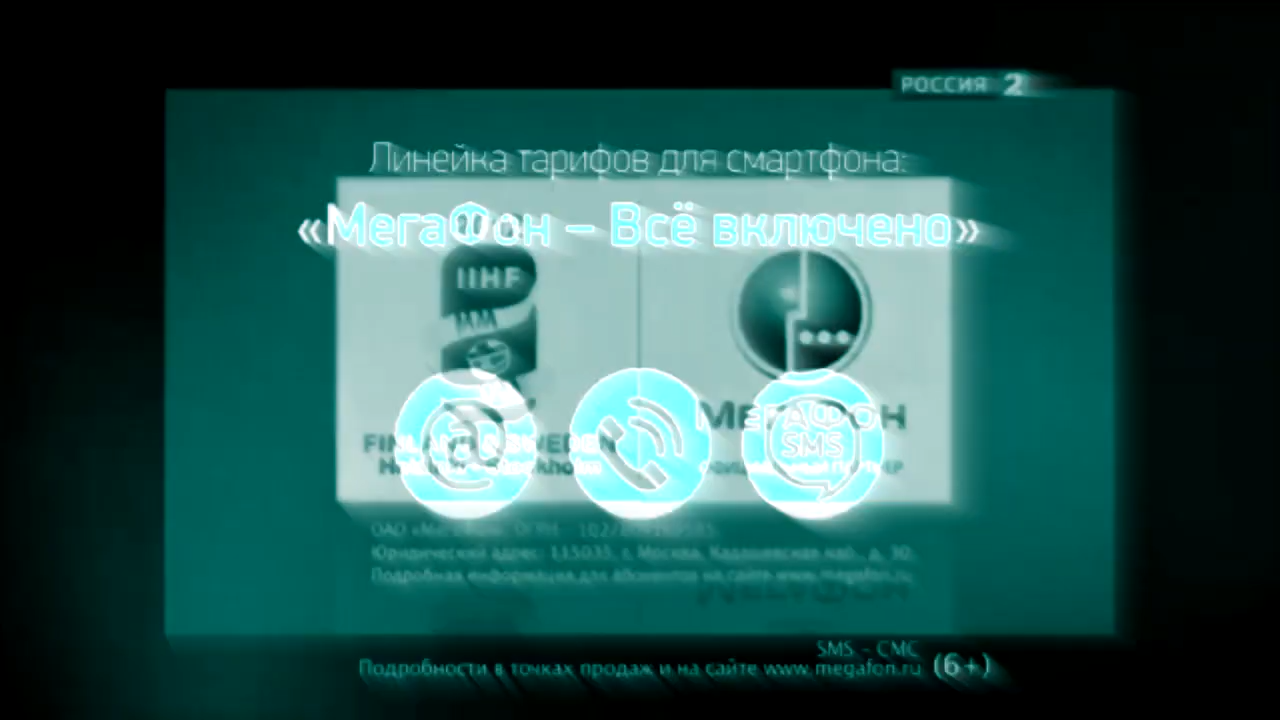 РОССИЯ 2
Линейка тарифов для смартфона:
«МегаФон – Всё включено»
IIHF
МЕГАФОН
SMS
FINLAND SWEDEN
Юридический адрес: 115035, г. Москва, Кадашевская наб., д. 30.
Подробная информация для абонентов на сайте www.megafon.ru
SMS - СМС
Подробности в точках продаж и на сайте www.megafon.ru (6+)